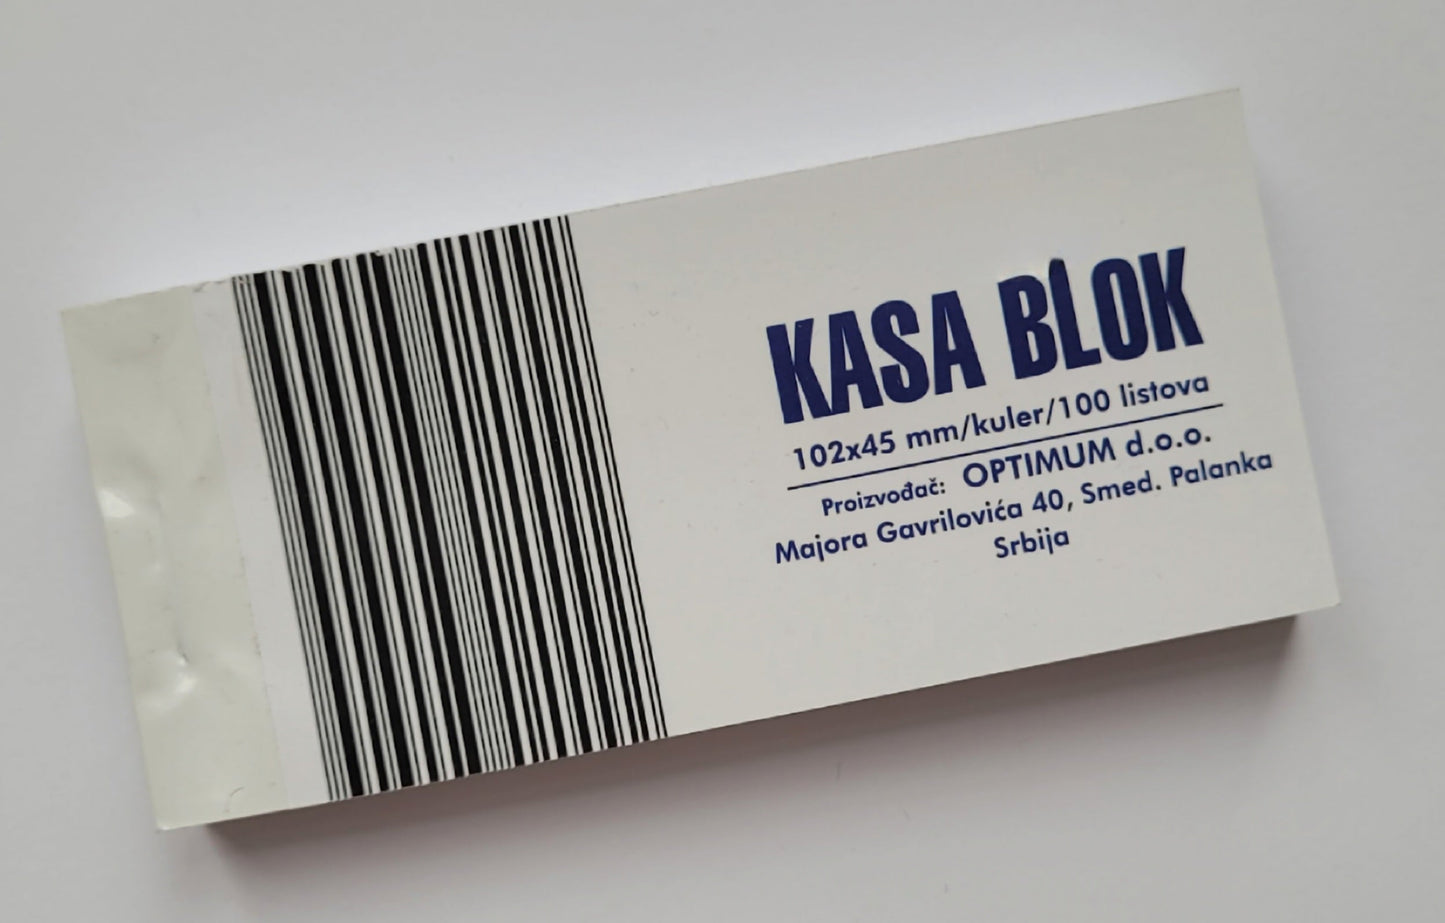 KASA BLOK
102x45 mm/kuler/100 listova
Proizvođač: OPTIMUM d.o.o.
Majora Gavrilovića 40, Smed. Palanka
Srbija